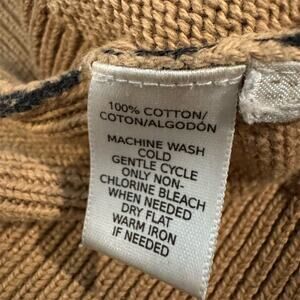 100% COTTON/
COTON/ALGODÓN
MACHINE WASH
COLD
GENTLE CYCLE
ONLY NON-
CHLORINE BLEACH
WHEN NEEDED
DRY FLAT
WARM IRON
IF NEEDED